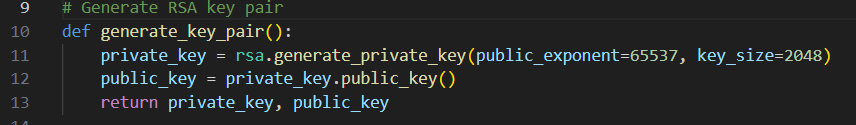 9 # Generate RSA key pair
10 def generate_key_pair():
11 private_key = rsa.generate_private_key(public_exponent=65537, key_size=2048)
12 public_key = private_key.public_key()
13 return private_key, public_key